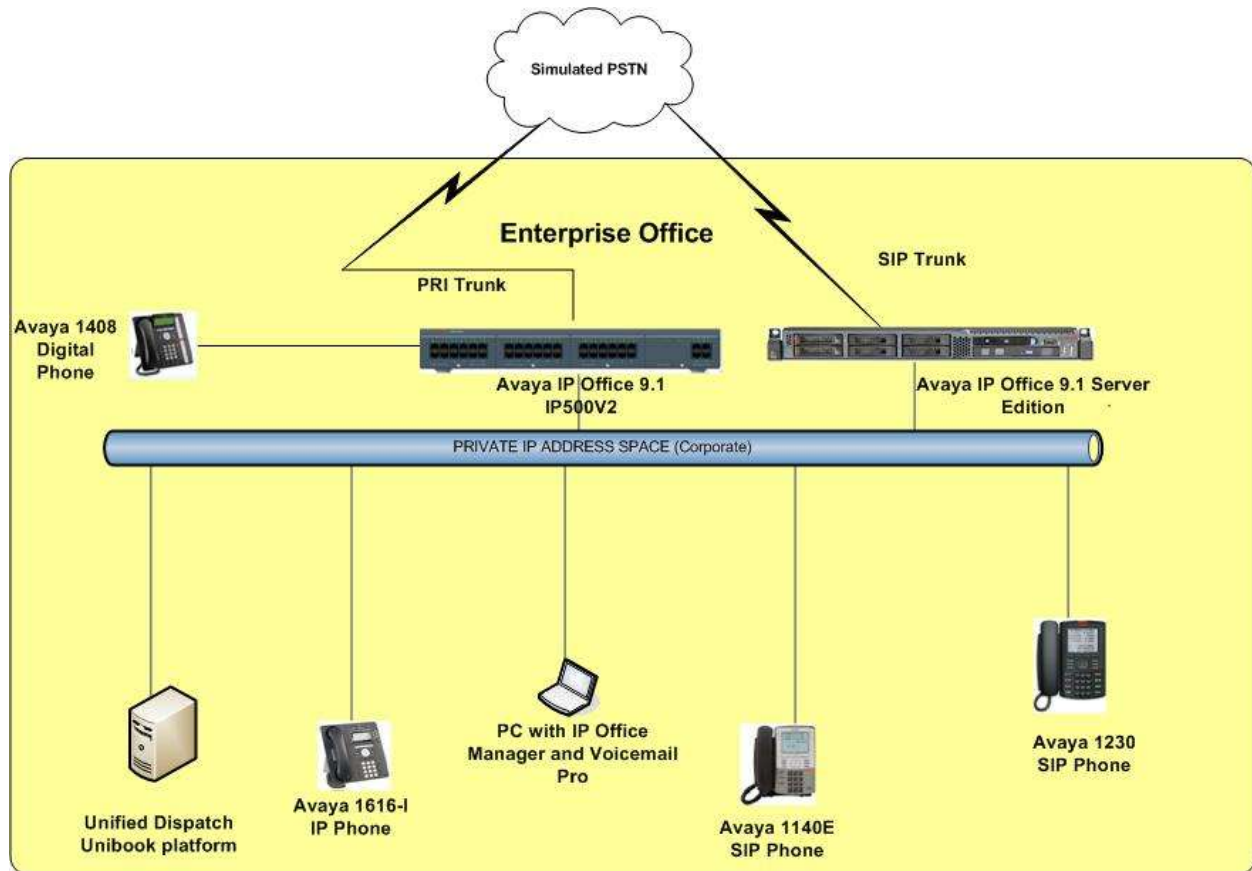 Simulated PSTN
Enterprise Office
SIP Trunk
PRI Trunk
Avaya 1408
Digital
Phone
Avaya IP Office 9.1
IP500V2
Avaya IP Office 9.1 Server
Edition
PRIVATE IP ADDRESS SPACE (Corporate)
Unified Dispatch
Unibook platform
Avaya 1616-I
IP Phone
PC with IP Office
Manager and Voicemail
Pro
Avaya 1140E
SIP Phone
Avaya 1230
SIP Phone